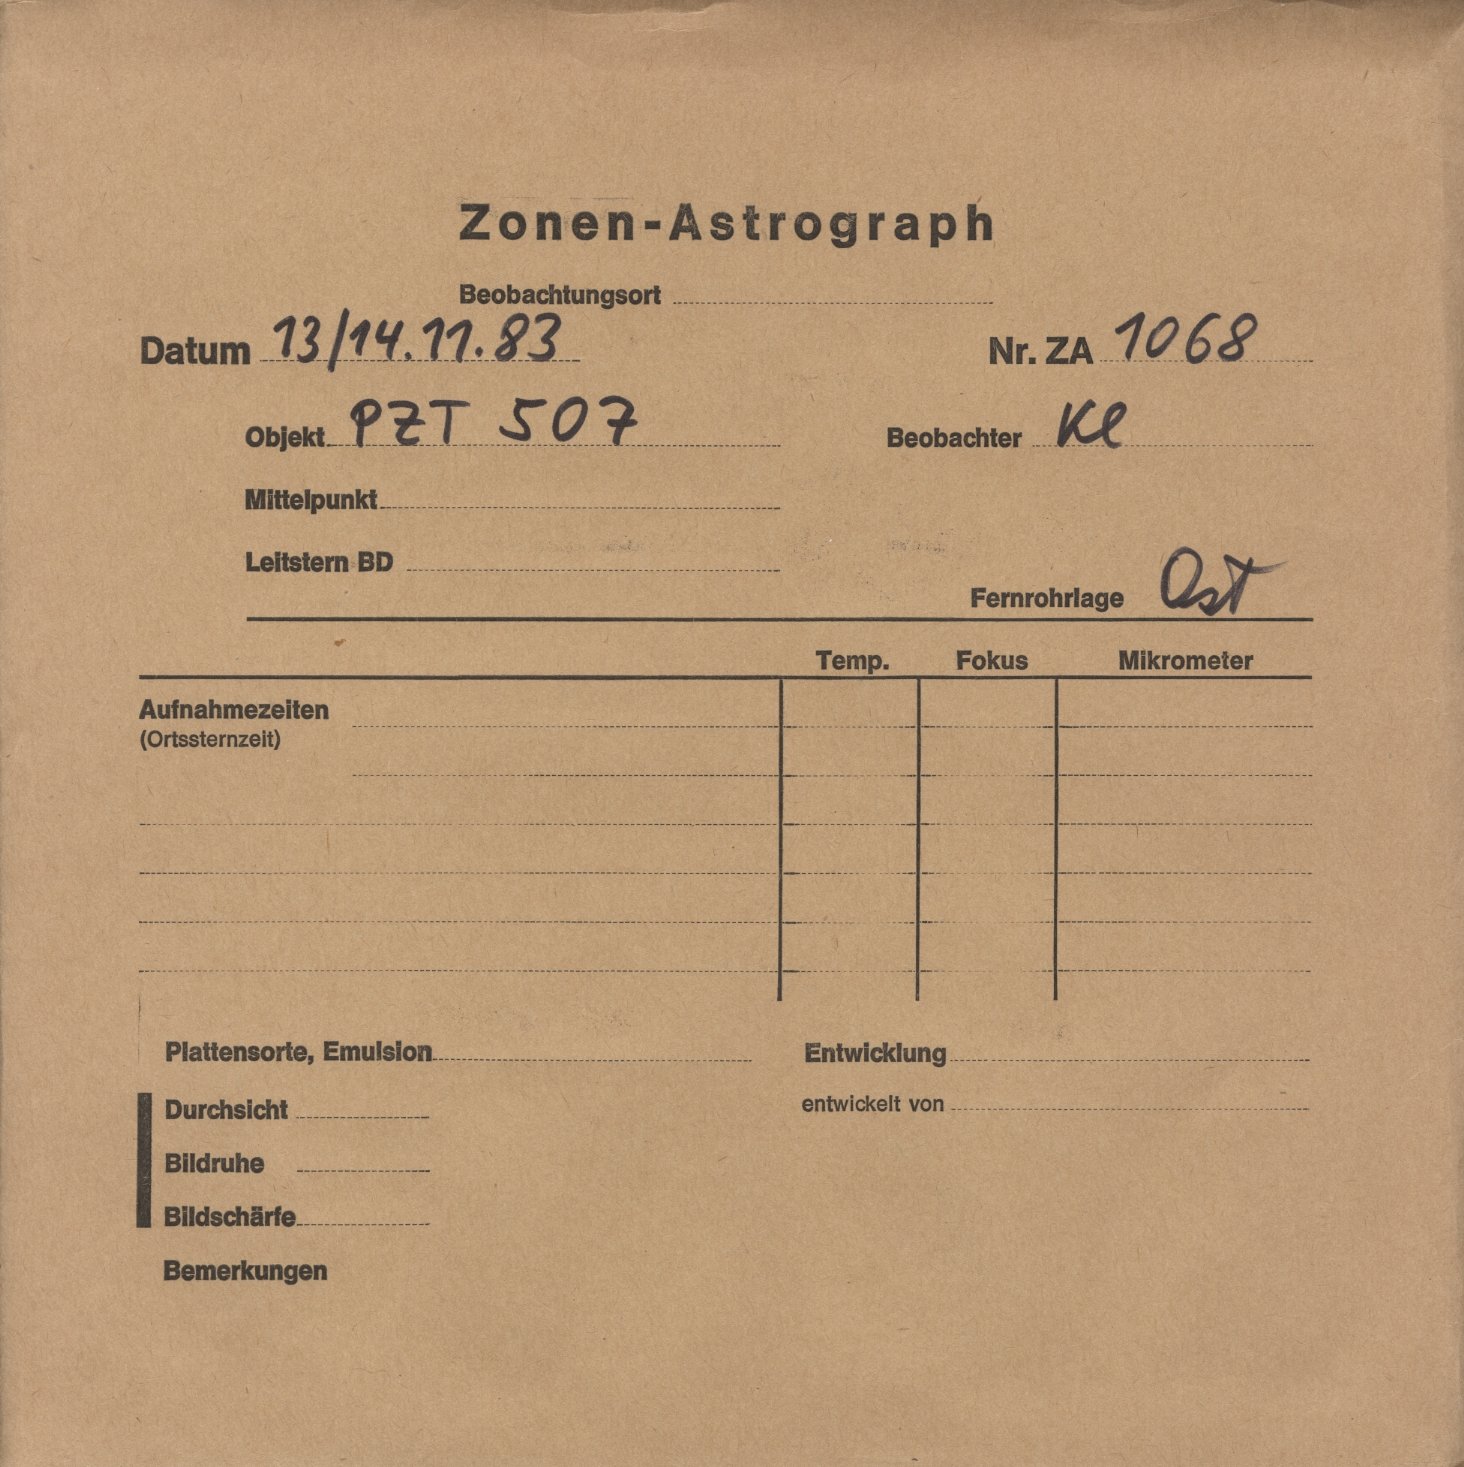 Zonen-Astrograph
Beobachtungsort
Datum 13/14.11.83 Nr. ZA 1068
Objekt PZT 507 Beobachter Kl
Mittelpunkt
Leitstern BD
Fernrohrlage Ost
Temp. Fokus Mikrometer
Aufnahmezeiten
(Ortssternzeit)
Plattensorte, Emulsion Entwicklung
Durchsicht entwickelt von
Bildruhe
Bildschärfe
Bemerkungen